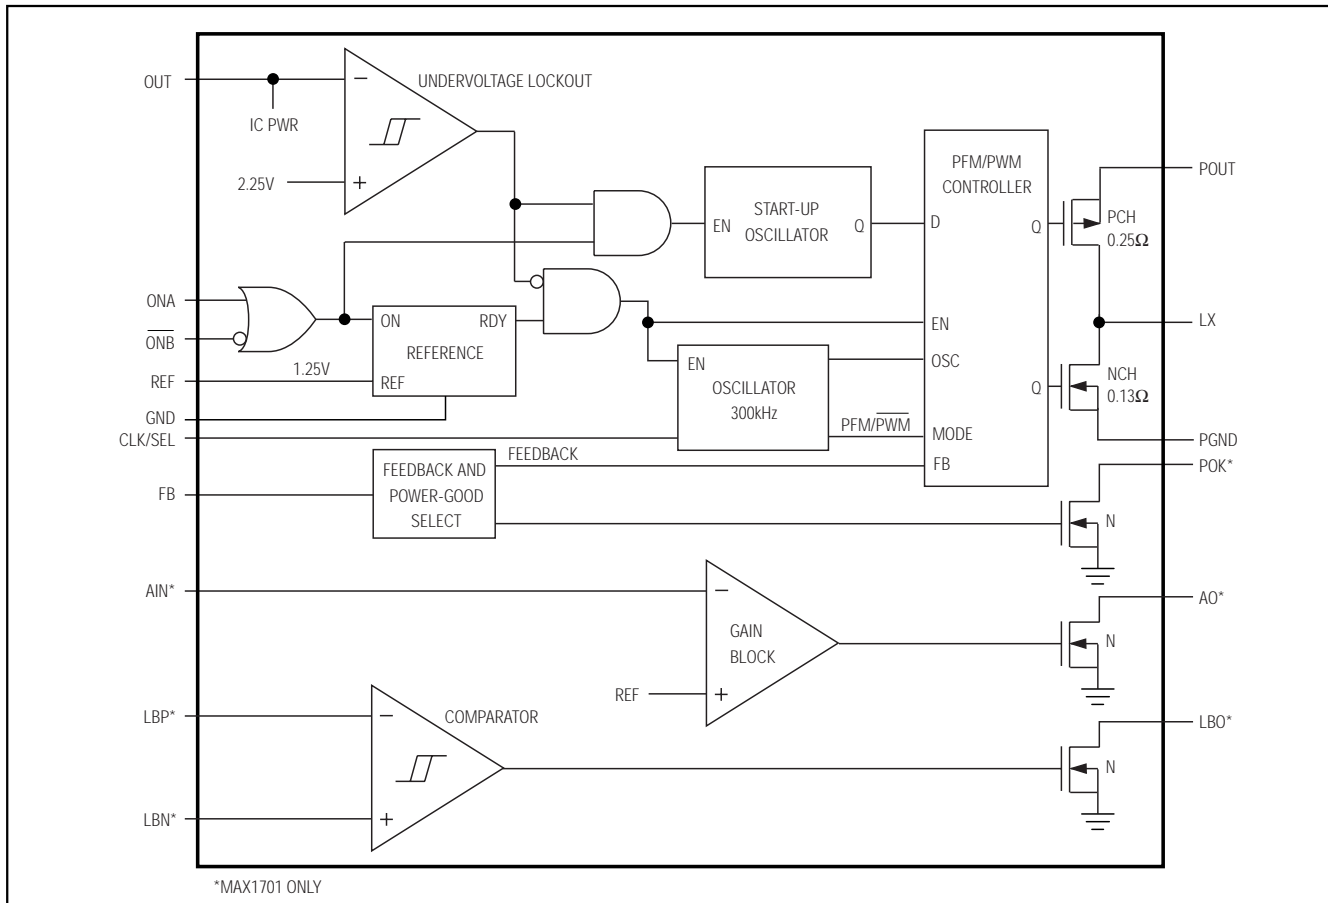 OUT
−
UNDERVOLTAGE LOCKOUT
IC PWR
2.25V
+
PFM/PWM
CONTROLLER
POUT
START-UP
OSCILLATOR
EN
Q
D
Q
PCH
0.25Ω
ONA
O̅N̅B̅
ON
RDY
REFERENCE
1.25V
REF
REF
GND
CLK/SEL
EN
LX
EN
OSCILLATOR
300kHz
OSC
Q
NCH
0.13Ω
PFM/P̅W̅M̅
MODE
PGND
FEEDBACK
FB
POK*
FB
FEEDBACK AND
POWER-GOOD
SELECT
N
AIN*
−
GAIN
BLOCK
AO*
N
REF
+
LBP*
−
COMPARATOR
LBO*
N
LBN*
+
*MAX1701 ONLY